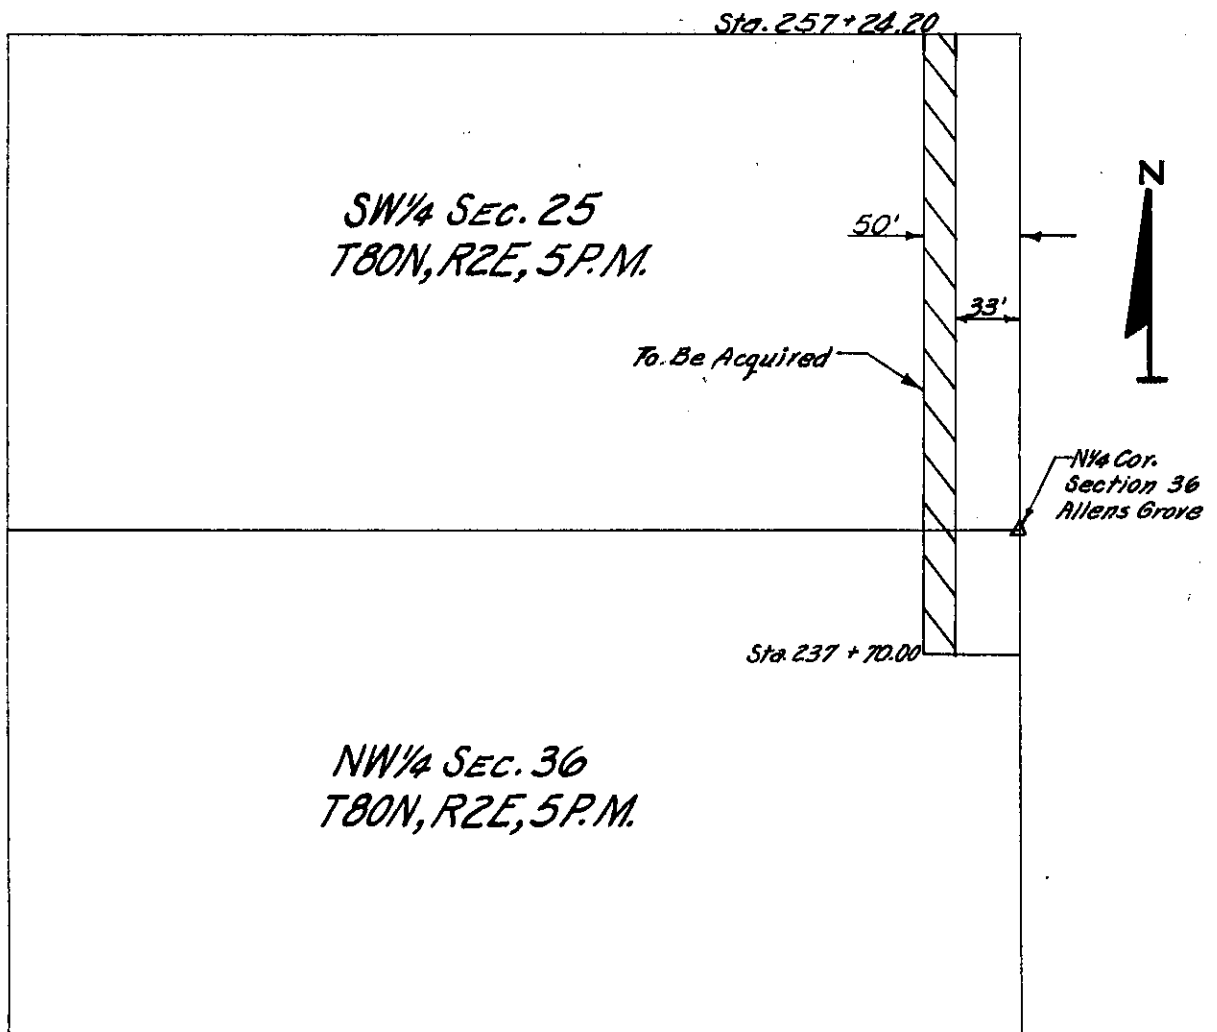 Sta. 257+24.20
SW¼ SEC. 25
T80N, R2E, 5P.M.
N
50'
33'
To Be Acquired
N¼ Cor.
Section 36
Allens Grove
Sta. 237 + 70.00
NW¼ SEC. 36
T80N, R2E, 5P.M.